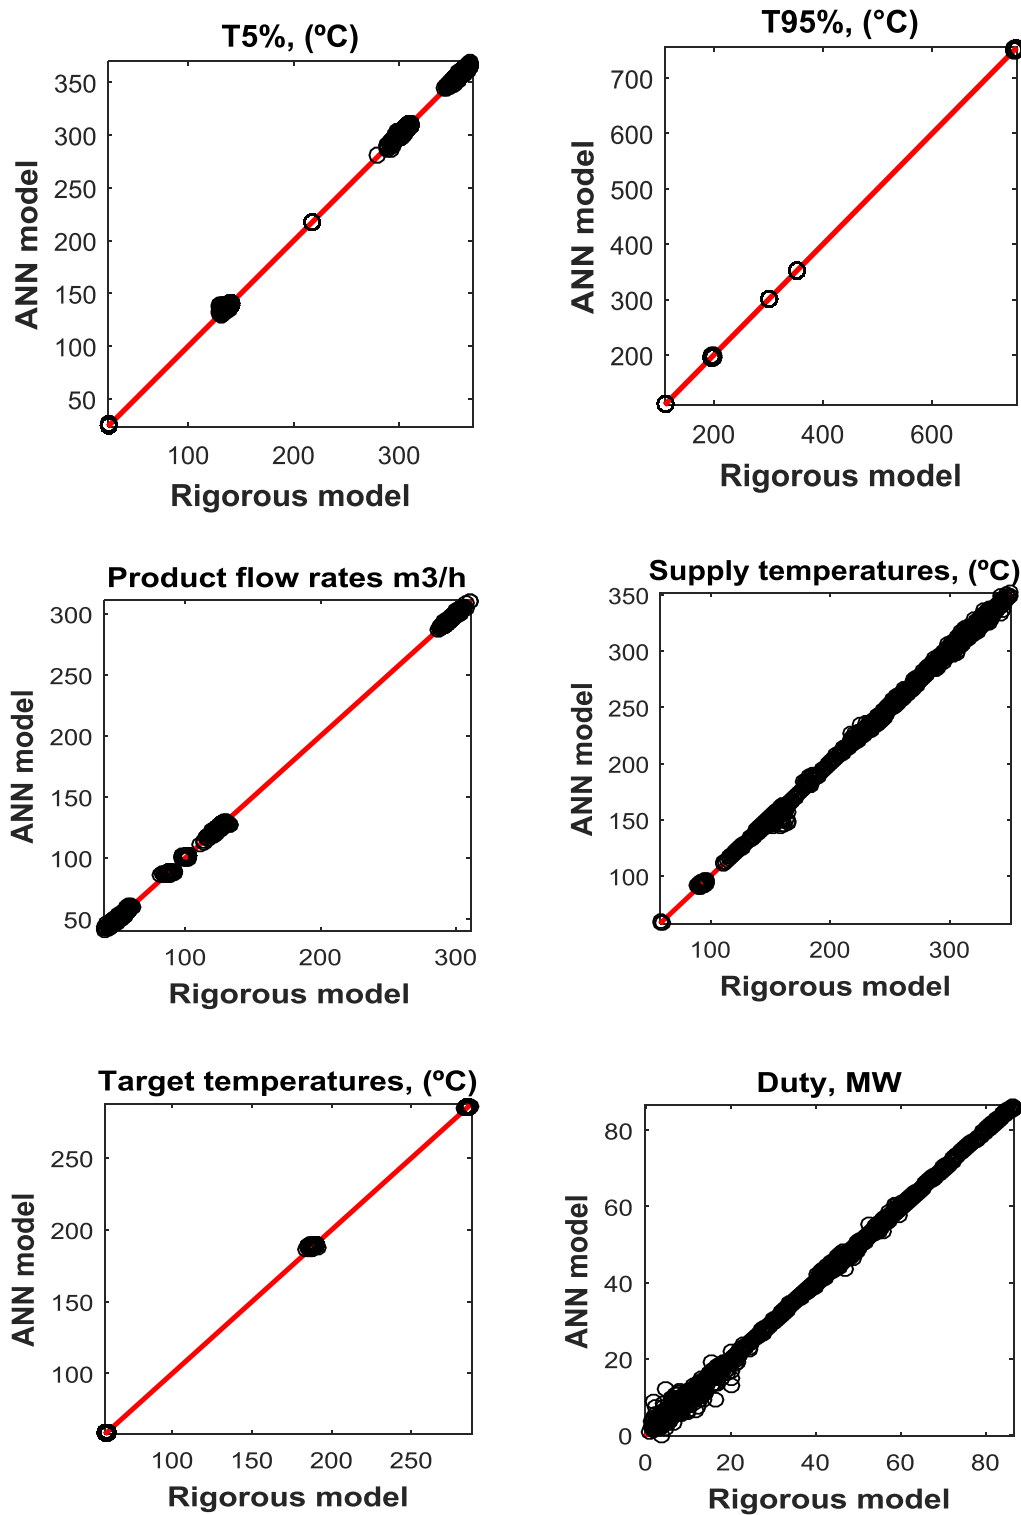 T5%, (ºC)
350
300
250
200
150
100
50
100 200 300
ANN model
Rigorous model
T95%, (°C)
700
600
500
400
300
200
200 400 600
ANN model
Rigorous model
Product flow rates m3/h
300
250
200
150
100
50
100 200 300
ANN model
Rigorous model
Supply temperatures, (ºC)
350
300
250
200
150
100
100 200 300
ANN model
Rigorous model
Target temperatures, (ºC)
250
200
150
100
100 150 200 250
ANN model
Rigorous model
Duty, MW
80
60
40
20
0
0 20 40 60 80
ANN model
Rigorous model